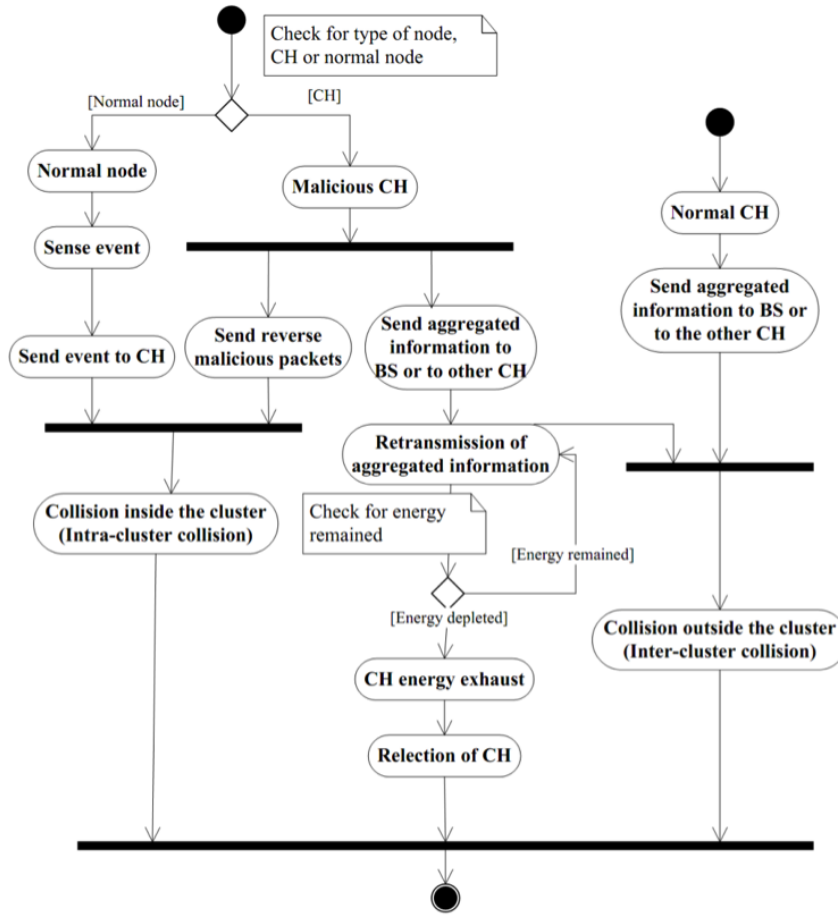 Check for type of node,
CH or normal node
[Normal node]
[CH]
Normal node
Malicious CH
Normal CH
Sense event
Send event to CH
Send reverse
malicious packets
Send aggregated
information to
BS or to other CH
Send aggregated
information to BS or
to the other CH
Retransmission of
aggregated information
Collision inside the cluster
(Intra-cluster collision)
Check for energy
remained
[Energy remained]
[Energy depleted]
Collision outside the cluster
(Inter-cluster collision)
CH energy exhaust
Relection of CH